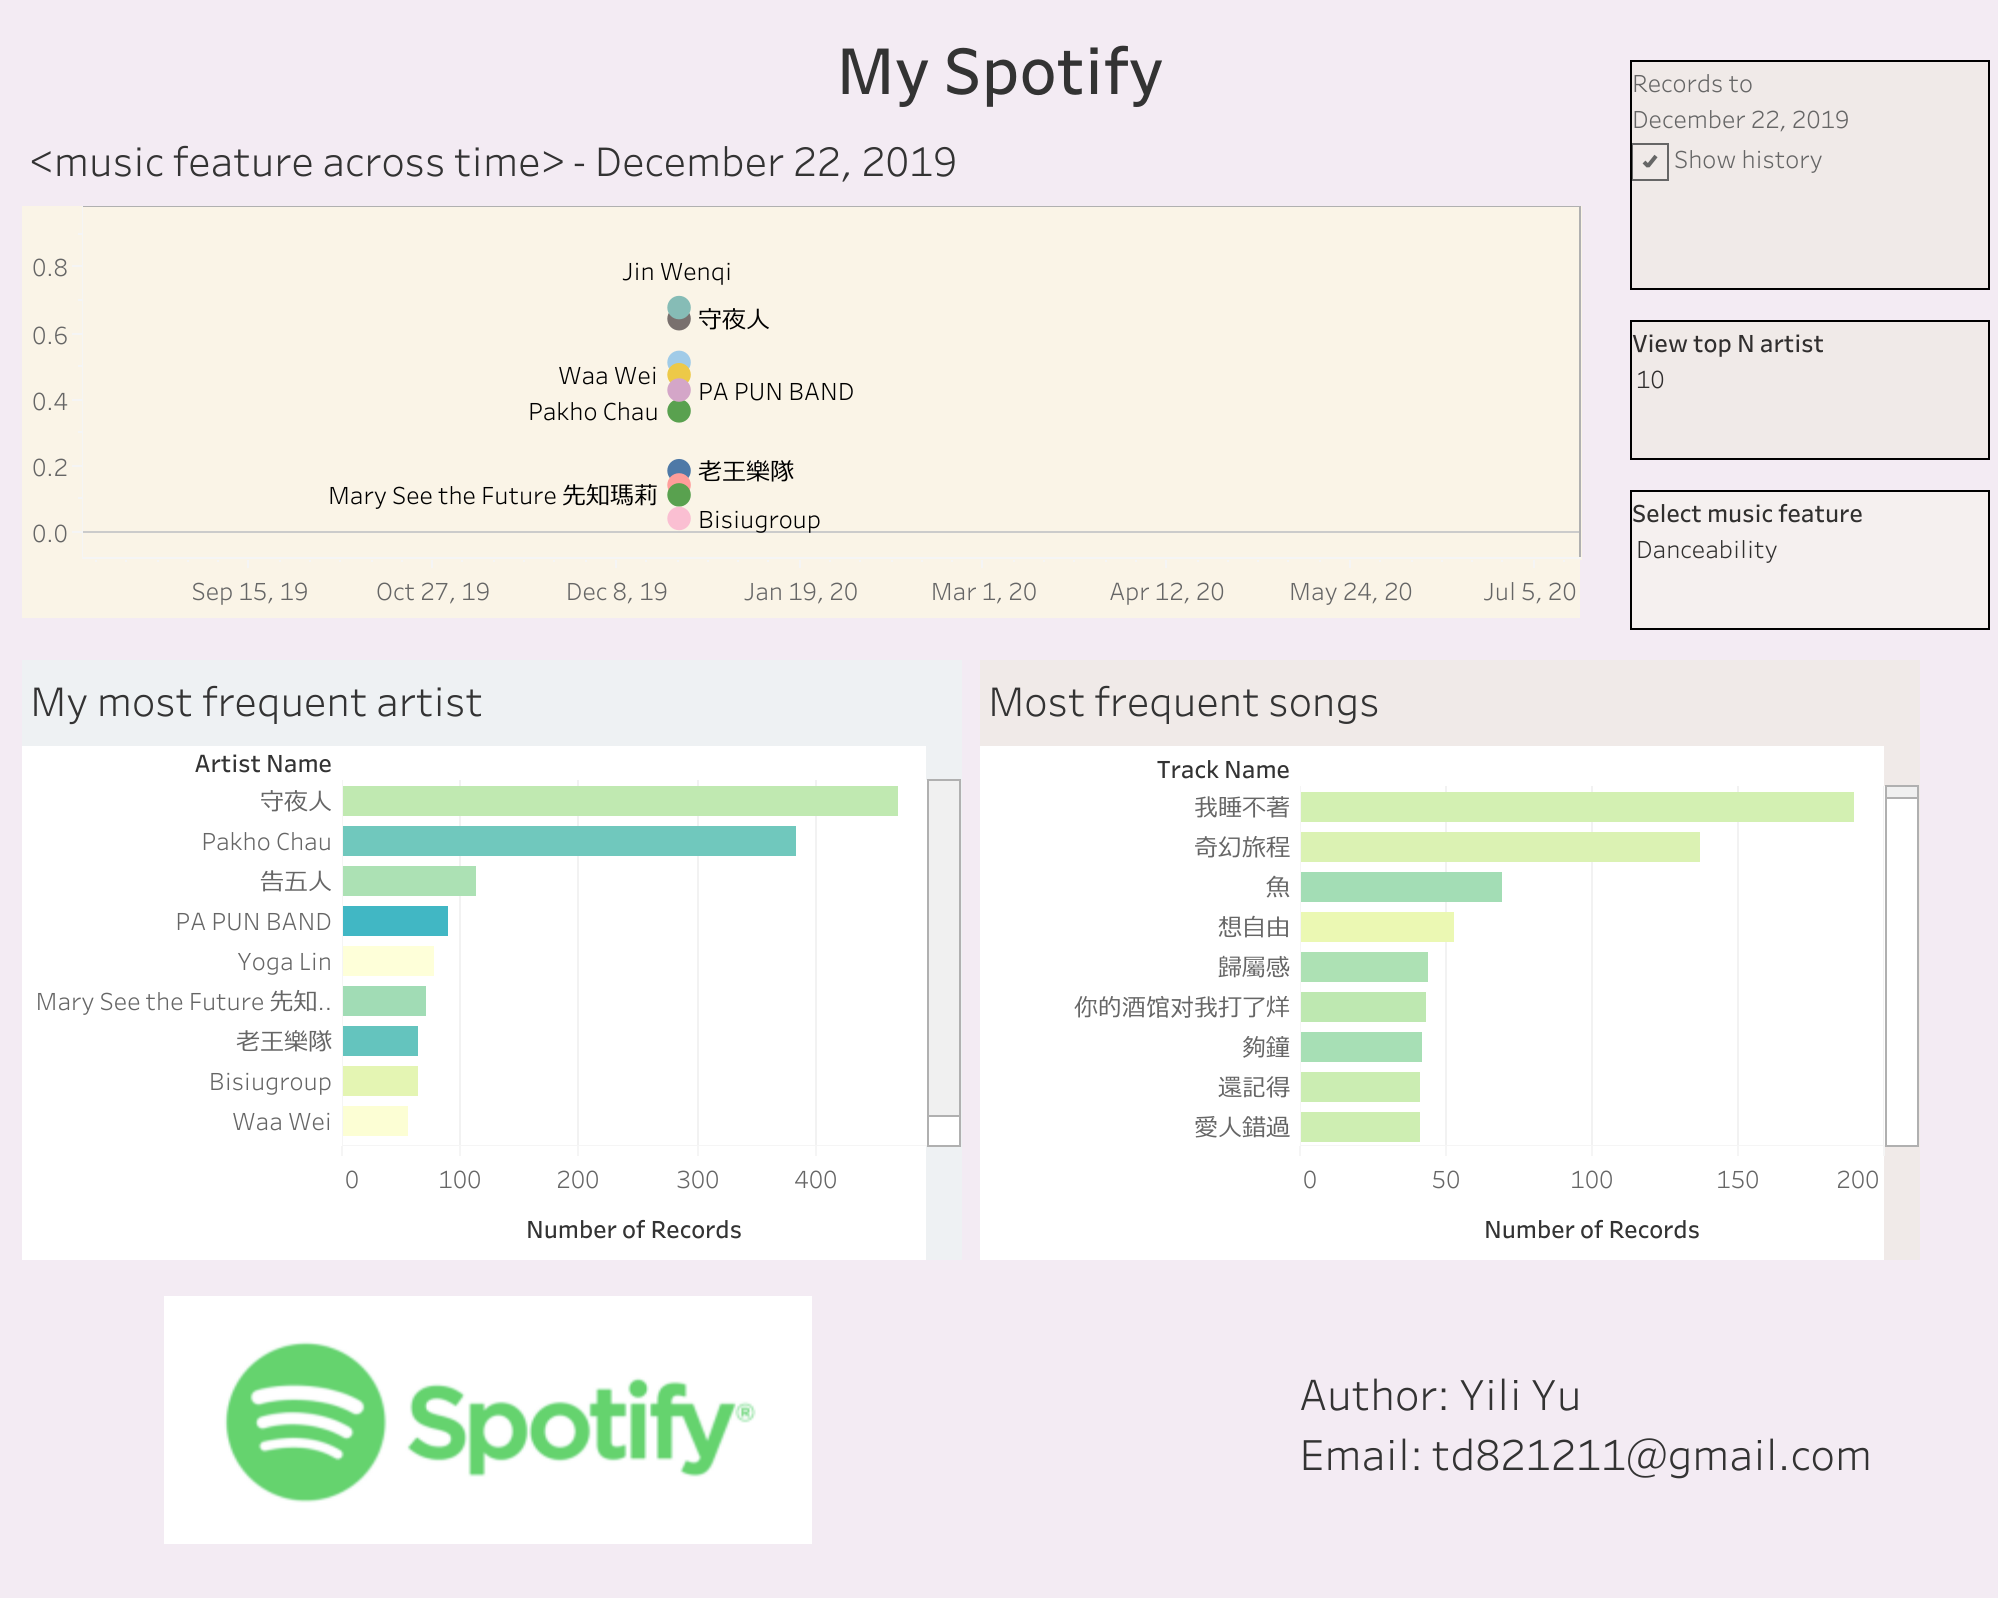 My Spotify
<music feature across time> - December 22, 2019
0.8
0.6
0.4
0.2
0.0
Jin Wenqi
守夜人
Waa Wei
PA PUN BAND
Pakho Chau
老王樂隊
Mary See the Future 先知瑪莉
Bisiugroup
Sep 15, 19 Oct 27, 19 Dec 8, 19 Jan 19, 20 Mar 1, 20 Apr 12, 20 May 24, 20 Jul 5, 20
Records to
December 22, 2019
Show history
View top N artist
10
Select music feature
Danceability
My most frequent artist
Artist Name
守夜人
Pakho Chau
告五人
PA PUN BAND
Yoga Lin
Mary See the Future 先知..
老王樂隊
Bisiugroup
Waa Wei
0 100 200 300 400
Number of Records
Most frequent songs
Track Name
我睡不著
奇幻旅程
魚
想自由
歸屬感
你的酒馆对我打了烊
夠鐘
還記得
愛人錯過
0 50 100 150 200
Number of Records
Spotify®
Author: Yili Yu
Email: td821211@gmail.com